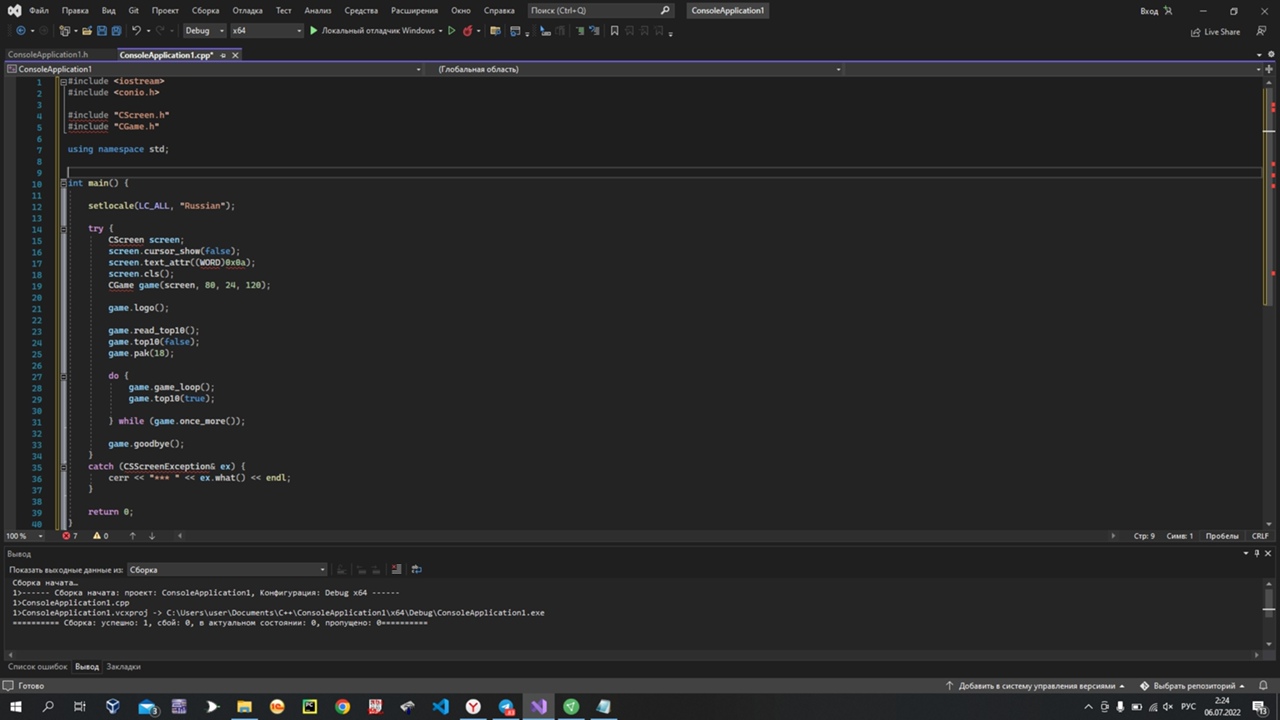 Файл Правка Вид Git Проект Сборка Отладка Тест Анализ Средства Расширения Окно Справка Поиск (Ctrl+Q) ConsoleApplication1 Вход
Debug x64 Локальный отладчик Windows Live Share
ConsoleApplication1.h ConsoleApplication1.cpp*
ConsoleApplication1 (Глобальная область)
1 #include <iostream>
2 #include <conio.h>
3
4 #include "CScreen.h"
5 #include "CGame.h"
6
7 using namespace std;
8
9
10 int main() {
11
12 setlocale(LC_ALL, "Russian");
13
14 try {
15 CScreen screen;
16 screen.cursor_show(false);
17 screen.text_attr((WORD)0x0a);
18 screen.cls();
19 CGame game(screen, 80, 24, 120);
20
21 game.logo();
22
23 game.read_top10();
24 game.top10(false);
25 game.pak(18);
26
27 do {
28 game.game_loop();
29 game.top10(true);
30
31 } while (game.once_more());
32
33 game.goodbye();
34 }
35 catch (CSScreenException& ex) {
36 cerr << "*** " << ex.what() << endl;
37 }
38
39 return 0;
40 }
100 % 7 0 Стр: 9 Симв: 1 Пробелы CRLF
Вывод
Показать выходные данные из: Сборка
Сборка начата…
1>------ Сборка начата: проект: ConsoleApplication1, Конфигурация: Debug x64 ------
1>ConsoleApplication1.cpp
1>ConsoleApplication1.vcxproj -> C:\Users\user\Documents\C++\ConsoleApplication1\x64\Debug\ConsoleApplication1.exe
========== Сборка: успешно: 1, сбой: 0, в актуальном состоянии: 0, пропущено: 0==========
Список ошибок Вывод Закладки
Готово Добавить в систему управления версиями Выбрать репозиторий
РУС 2:24
06.07.2022